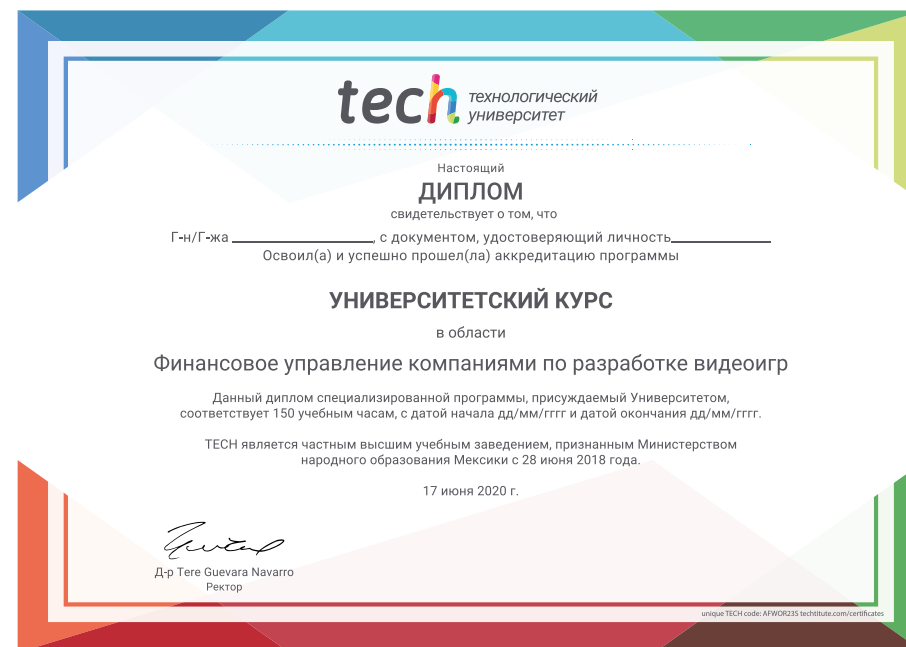 tech технологический
университет
Настоящий
ДИПЛОМ
свидетельствует о том, что
Г-н/Г-жа ____________________, с документом, удостоверяющий личность______________
Освоил(а) и успешно прошел(ла) аккредитацию программы
УНИВЕРСИТЕТСКИЙ КУРС
в области
Финансовое управление компаниями по разработке видеоигр
Данный диплом специализированной программы, присуждаемый Университетом,
соответствует 150 учебным часам, с датой начала дд/мм/гггг и датой окончания дд/мм/гггг.
TECH является частным высшим учебным заведением, признанным Министерством
народного образования Мексики с 28 июня 2018 года.
17 июня 2020 г.
Д-р Tere Guevara Navarro
Ректор
unique TECH code: AFWOR23S techtitute.com/certificates